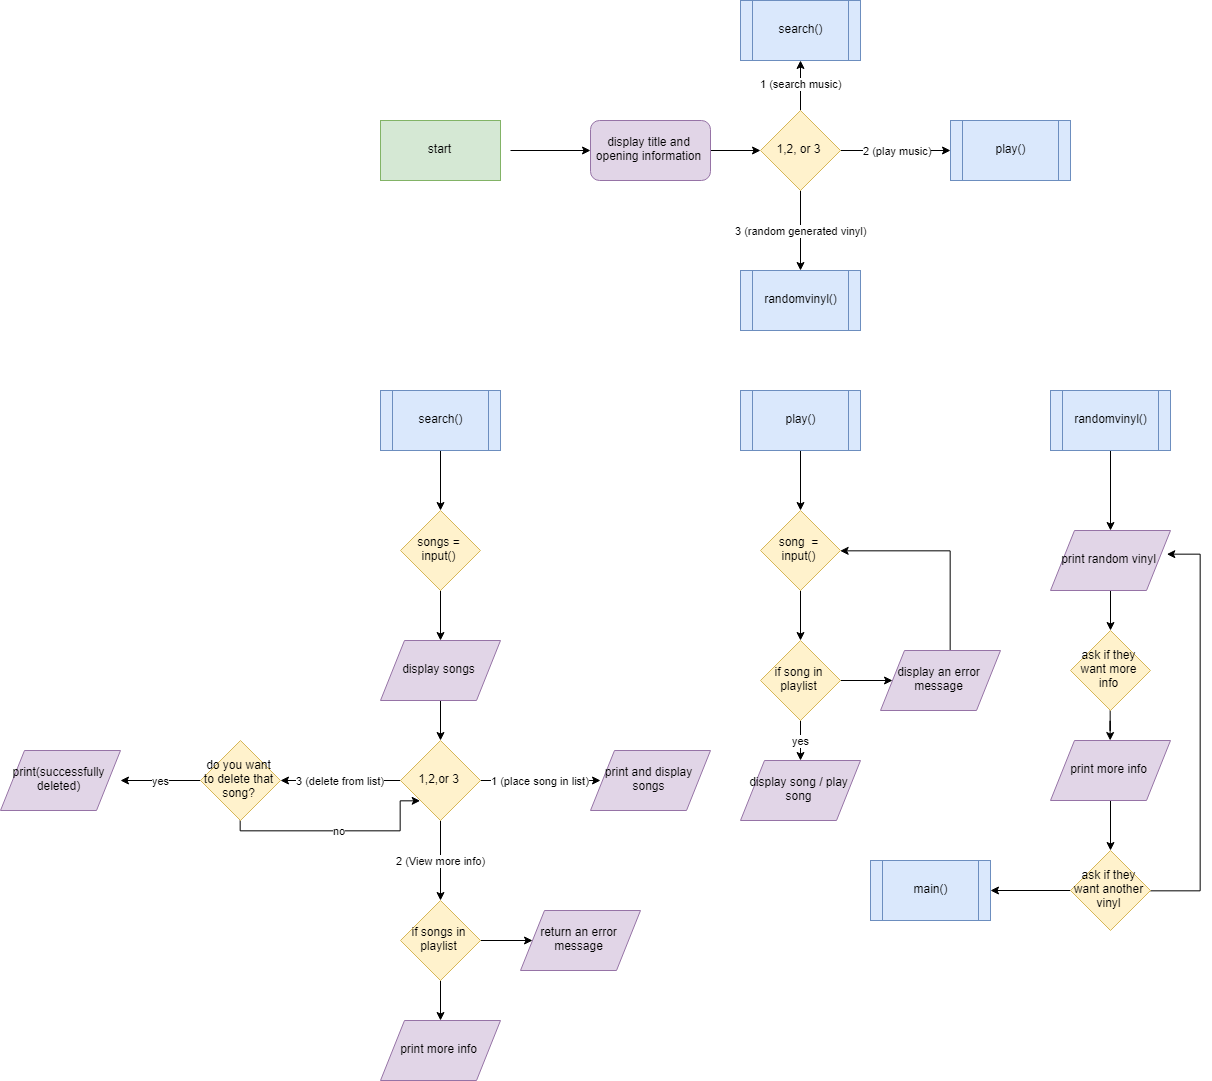 search()
1 (search music)
start
display title and
opening information
1,2, or 3
2 (play music)
play()
3 (random generated vinyl)
randomvinyl()
search()
play()
randomvinyl()
songs =
input()
song  =
input()
print random vinyl
display songs
if song in
playlist
display an error
message
ask if they
want more
info
yes
print(successfully
deleted)
yes
do you want
to delete that
song?
3 (delete from list)
1,2,or 3
1 (place song in list)
print and display
songs
no
display song / play
song
print more info
2 (View more info)
main()
ask if they
want another
vinyl
if songs in
playlist
return an error
message
print more info